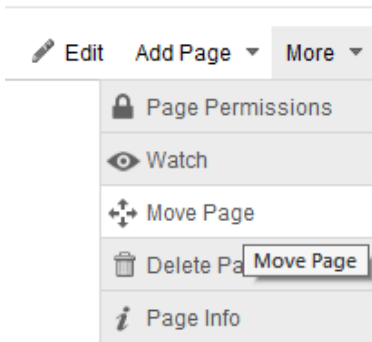 Edit Add Page More
Page Permissions
Watch
Move Page
Delete Pa Move Page
Page Info